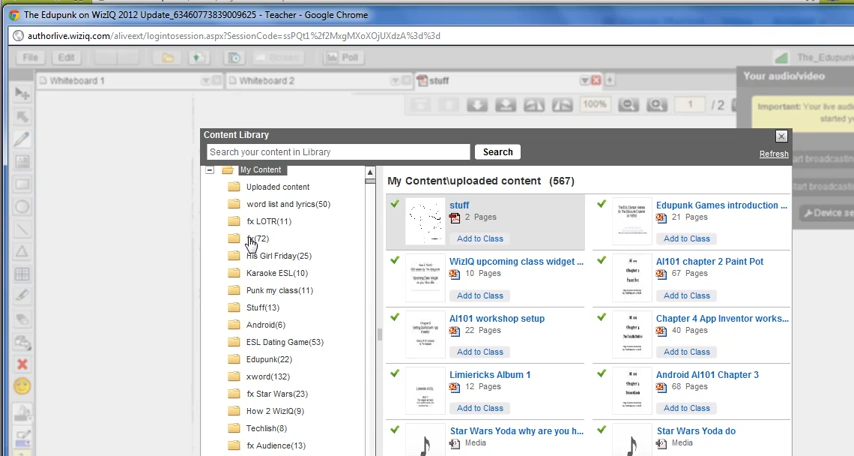 The Edupunk on WizIQ 2012 Update_63460773839009625 - Teacher - Google Chrome
authorlive.wiziq.com/aliveext/logintosession.aspx?SessionCode=ssPQt1%2f2MxgMXoXOjUXdzA%3d%3d
File Edit Screen Poll The_Edupunk
Whiteboard 1 Whiteboard 2 stuff
Your audio/video
100% 1 / 2
Important: Your live audio
started you
Content Library
Search your content in Library Search Refresh
art broadcasting
art broadcasting
Device se
My Content
Uploaded content
word list and lyrics(50)
fx LOTR(11)
(72)
His Girl Friday(25)
Karaoke ESL(10)
Punk my class(11)
Stuff(13)
Android(6)
ESL Dating Game(53)
Edupunk(22)
xword(132)
fx Star Wars(23)
How 2 WizIQ(9)
Techlish(8)
fx Audience(13)
My Content\uploaded content (567)
stuff
2 Pages
Add to Class
Edupunk Games introduction ...
21 Pages
Add to Class
WizIQ upcoming class widget ...
10 Pages
Add to Class
AI101 chapter 2 Paint Pot
67 Pages
Add to Class
AI101 workshop setup
22 Pages
Add to Class
Chapter 4 App Inventor works...
40 Pages
Add to Class
Limiericks Album 1
12 Pages
Add to Class
Android AI101 Chapter 3
68 Pages
Add to Class
Star Wars Yoda why are you h...
Media
Star Wars Yoda do
Media